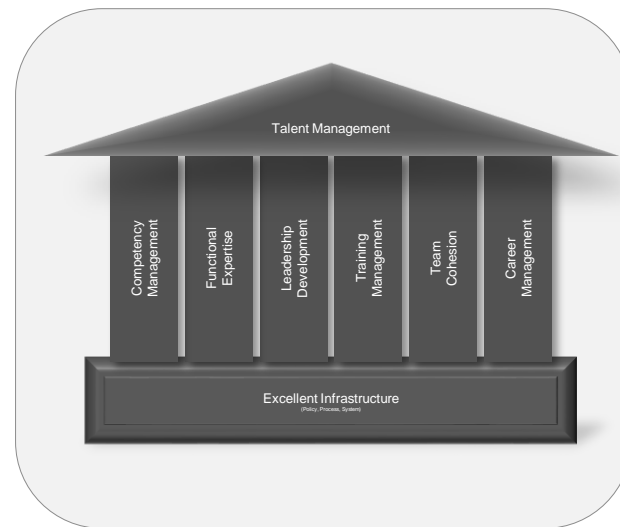 Talent Management
Competency
Management
Functional
Expertise
Leadership
Development
Training
Management
Team
Cohesion
Career
Management
Excellent Infrastructure
(Policy, Process, System)